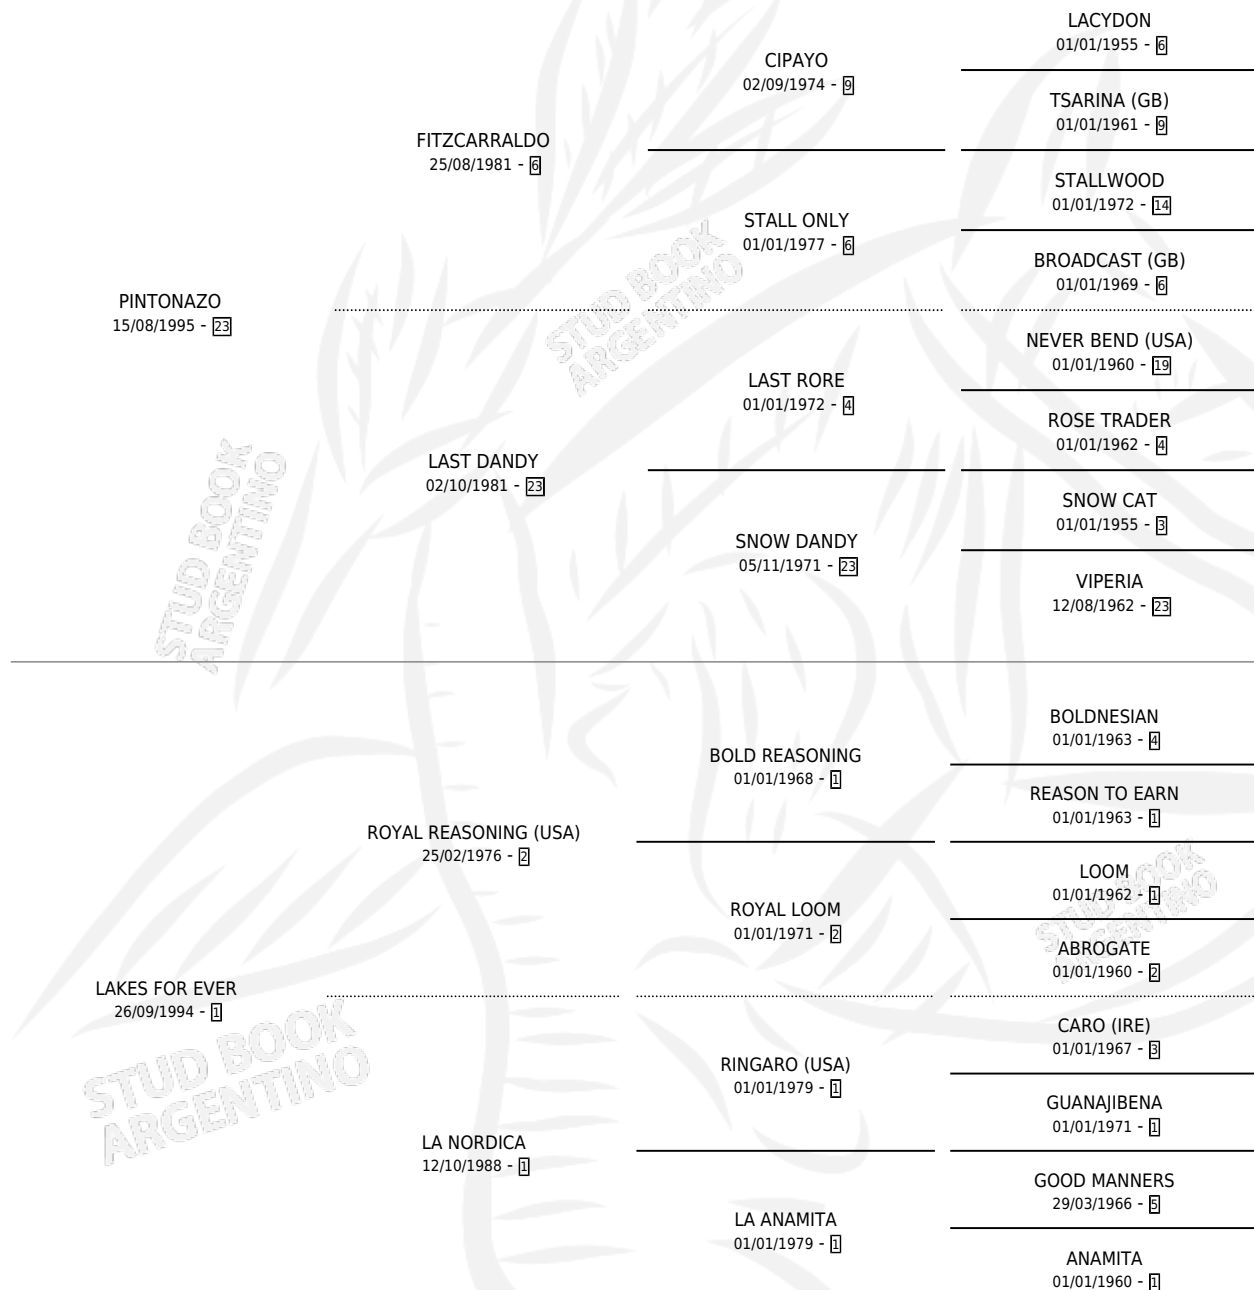 LACYDON
01/01/1955 - 6
CIPAYO
02/09/1974 - 9
TSARINA (GB)
01/01/1961 - 9
FITZCARRALDO
25/08/1981 - 6
STALLWOOD
01/01/1972 - 14
STALL ONLY
01/01/1977 - 6
BROADCAST (GB)
01/01/1969 - 6
PINTONAZO
15/08/1995 - 23
NEVER BEND (USA)
01/01/1960 - 19
LAST RORE
01/01/1972 - 4
ROSE TRADER
01/01/1962 - 4
LAST DANDY
02/10/1981 - 23
SNOW CAT
01/01/1955 - 3
SNOW DANDY
05/11/1971 - 23
VIPERIA
12/08/1962 - 23
BOLDNESIAN
01/01/1963 - 4
BOLD REASONING
01/01/1968 - 1
REASON TO EARN
01/01/1963 - 1
ROYAL REASONING (USA)
25/02/1976 - 2
LOOM
01/01/1962 - 1
ROYAL LOOM
01/01/1971 - 2
ABROGATE
01/01/1960 - 2
LAKES FOR EVER
26/09/1994 - 1
CARO (IRE)
01/01/1967 - 3
RINGARO (USA)
01/01/1979 - 1
GUANAJIBENA
01/01/1971 - 1
LA NORDICA
12/10/1988 - 1
GOOD MANNERS
29/03/1966 - 5
LA ANAMITA
01/01/1979 - 1
ANAMITA
01/01/1960 - 1
STUD BOOK
ARGENTINO
STUD BOOK
ARGENTINO
STUD BOOK
ARGENTINO
STUD BOOK
ARGENTINO